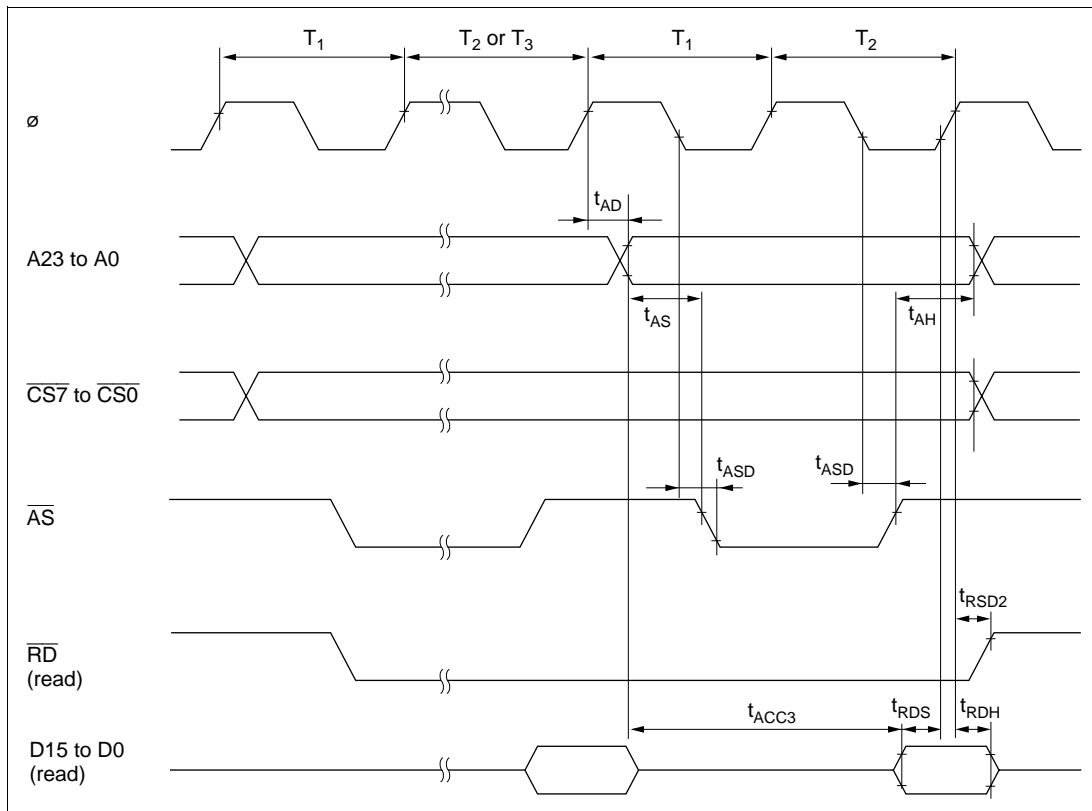 T1 T2 or T3 T1 T2
ø
tAD
A23 to A0
tAS tAH
CS7 to CS0
tASD tASD
AS
tRSD2
RD
(read)
tACC3 tRDS tRDH
D15 to D0
(read)